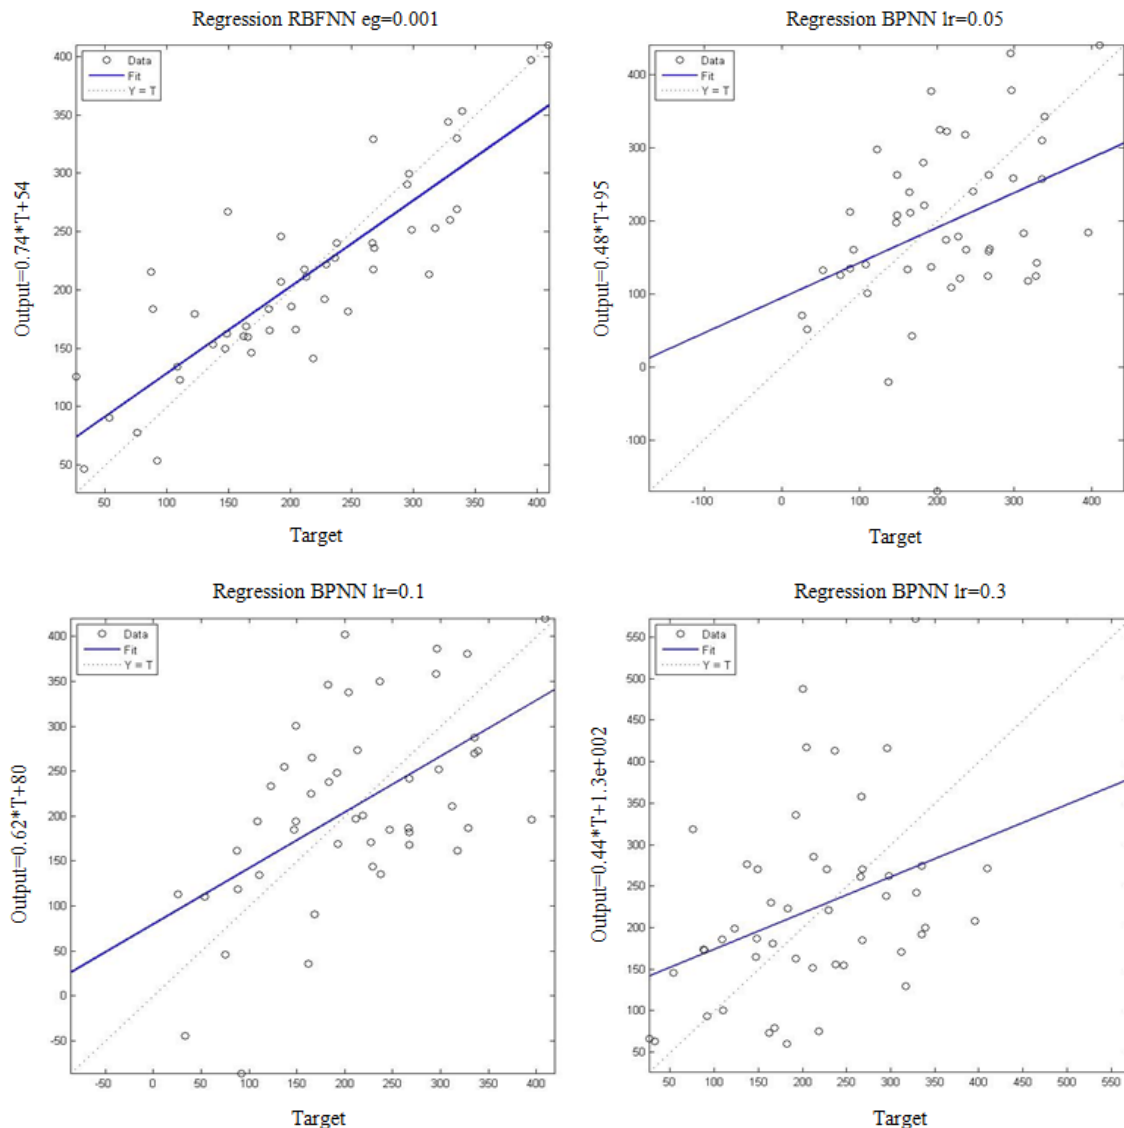 Regression RBFNN eg=0.001
Data
Fit
Y = T
400
350
300
250
200
150
100
50
50 100 150 200 250 300 350 400
Output=0.74*T+54
Target
Regression BPNN lr=0.05
Data
Fit
Y = T
400
300
200
100
0
-100
-100 0 100 200 300 400
Output=0.48*T+95
Target
Regression BPNN lr=0.1
Data
Fit
Y = T
400
350
300
250
200
150
100
50
0
-50
-50 0 50 100 150 200 250 300 350 400
Output=0.62*T+80
Target
Regression BPNN lr=0.3
Data
Fit
Y = T
550
500
450
400
350
300
250
200
150
100
50
50 100 150 200 250 300 350 400 450 500 550
Output=0.44*T+1.3e+002
Target